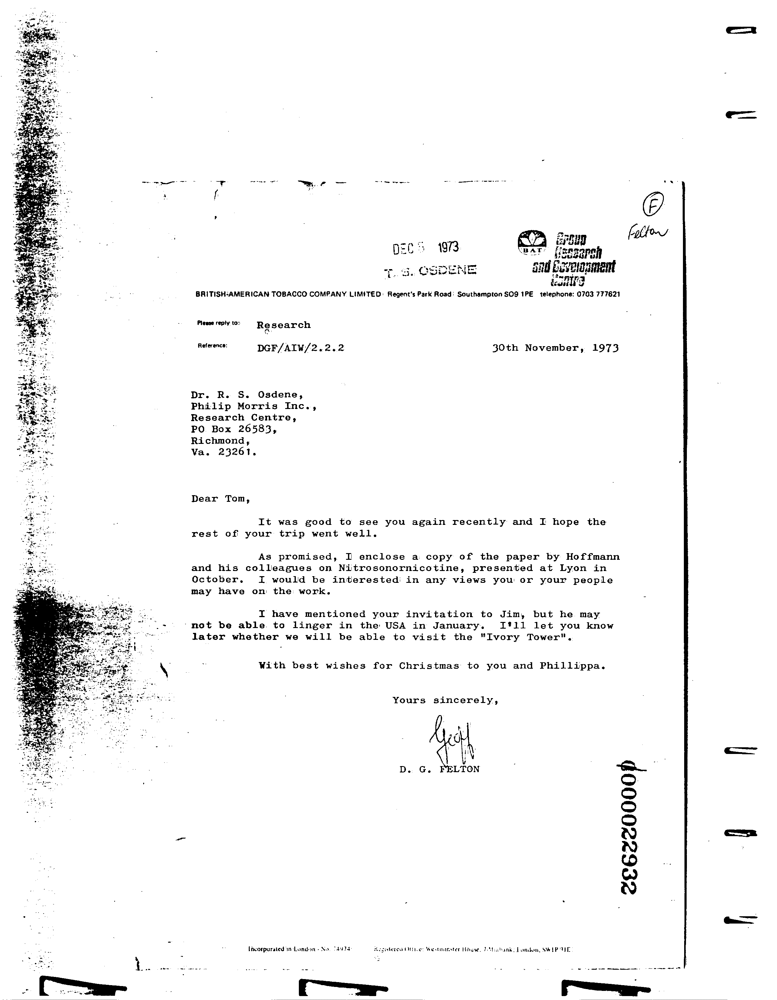 F
Felton
DEC 5 1973
T. S. OSDENE
BAT
Group
Research
and Development
Centre
BRITISH-AMERICAN TOBACCO COMPANY LIMITED Regent's Park Road Southampton SO9 1PE telephone: 0703 777621
Please reply to: Research
Reference: DGF/AIW/2.2.2 30th November, 1973
Dr. R. S. Osdene,
Philip Morris Inc.,
Research Centre,
PO Box 26583,
Richmond,
Va. 23261.
Dear Tom,
It was good to see you again recently and I hope the
rest of your trip went well.
As promised, I enclose a copy of the paper by Hoffmann
and his colleagues on Nitrosonornicotine, presented at Lyon in
October. I would be interested in any views you or your people
may have on the work.
I have mentioned your invitation to Jim, but he may
not be able to linger in the USA in January. I'll let you know
later whether we will be able to visit the "Ivory Tower".
With best wishes for Christmas to you and Phillippa.
Yours sincerely,
Geoff
D. G. FELTON
000022932
Incorporated in London - No. Registered Office: Westminster House, 7 Millbank, London, SW1P 3JE